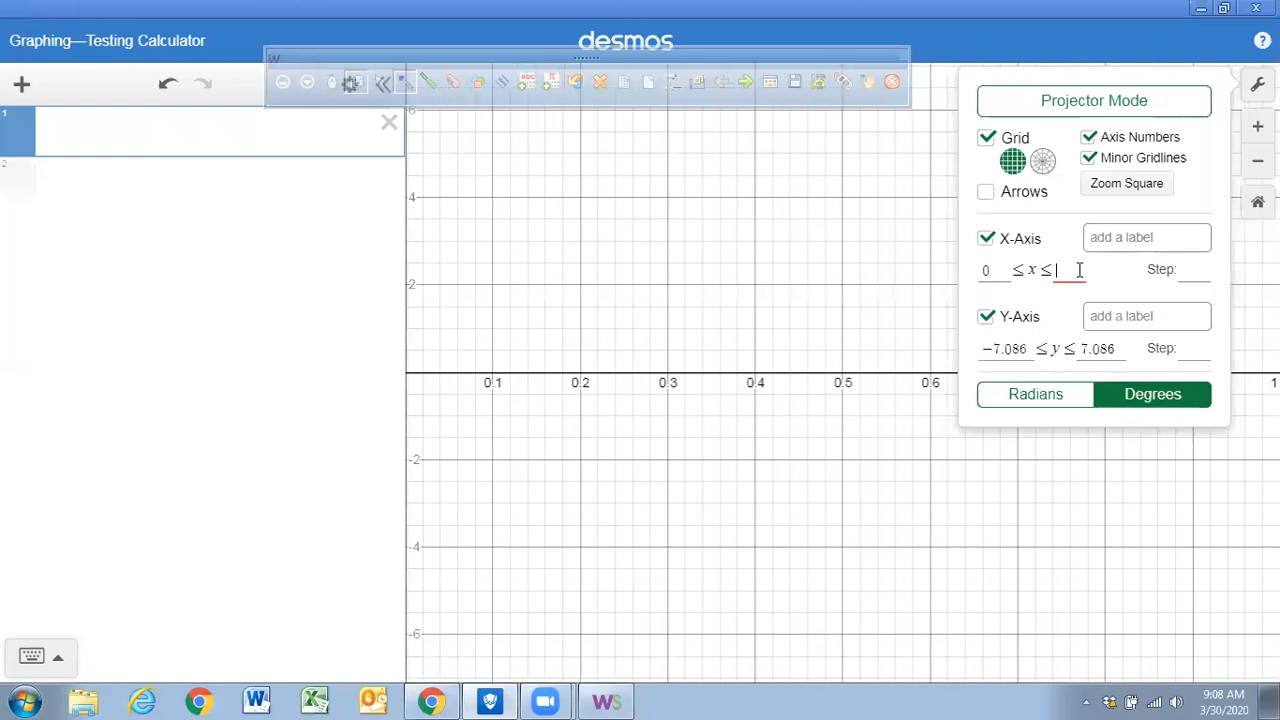 Graphing—Testing Calculator
desmos
?
W
abc
π
1
2
6
4
2
-2
-4
-6
0.1
0.2
0.3
0.4
0.5
0.6
1
Projector Mode
Grid
Axis Numbers
Minor Gridlines
Arrows
Zoom Square
X-Axis
add a label
0 ≤ x ≤
Step:
Y-Axis
add a label
−7.086 ≤ y ≤ 7.086
Step:
Radians
Degrees
WS
9:08 AM
3/30/2020